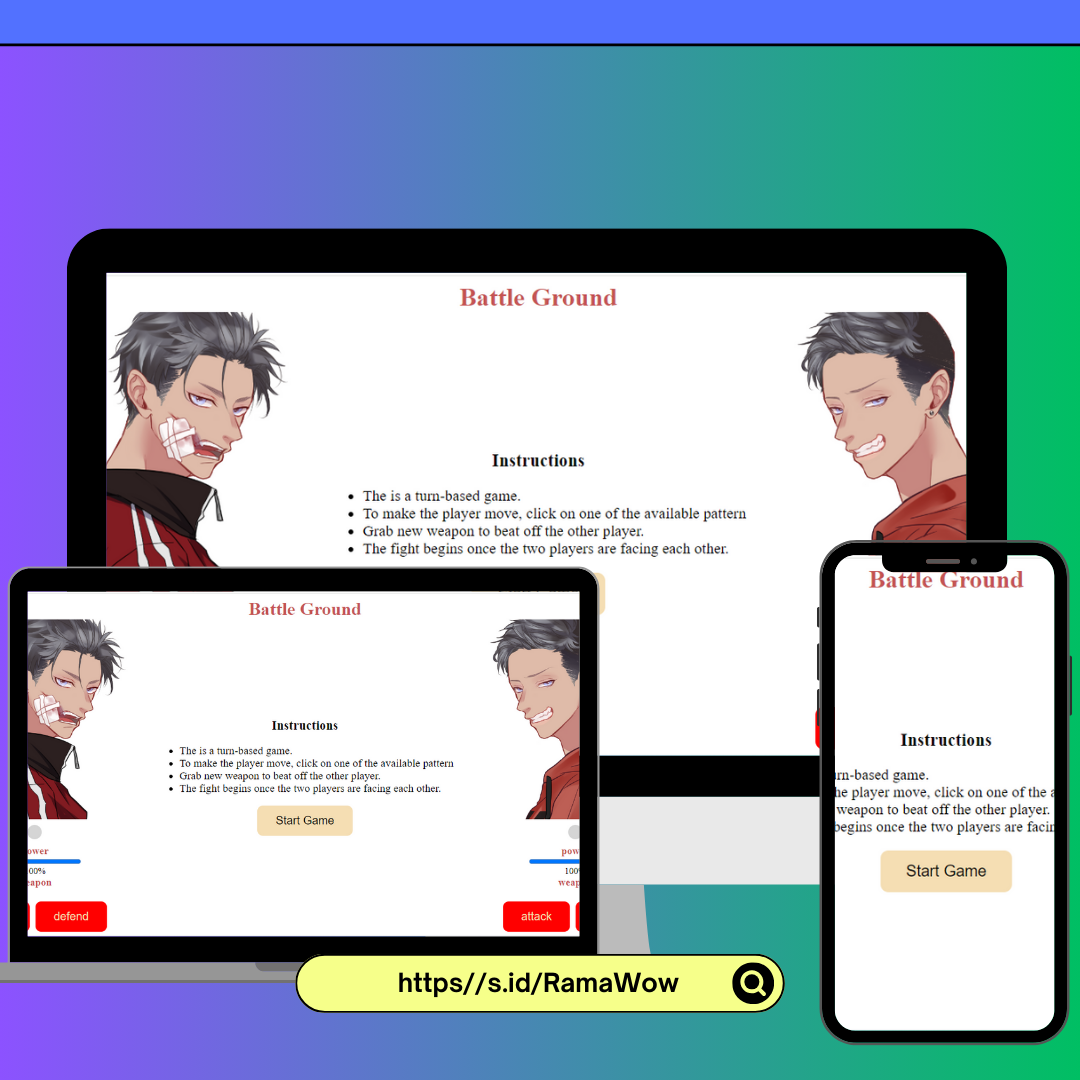 Battle Ground
Instructions
The is a turn-based game.
To make the player move, click on one of the available pattern
Grab new weapon to beat off the other player.
The fight begins once the two players are facing each other.
Battle Ground
Instructions
The is a turn-based game.
To make the player move, click on one of the available pattern
Grab new weapon to beat off the other player.
The fight begins once the two players are facing each other.
Start Game
ower
00%
eapon
defend
pow
100
weap
attack
Battle Ground
Instructions
urn-based game.
he player move, click on one of the a
weapon to beat off the other player.
begins once the two players are facin
Start Game
https//s.id/RamaWow